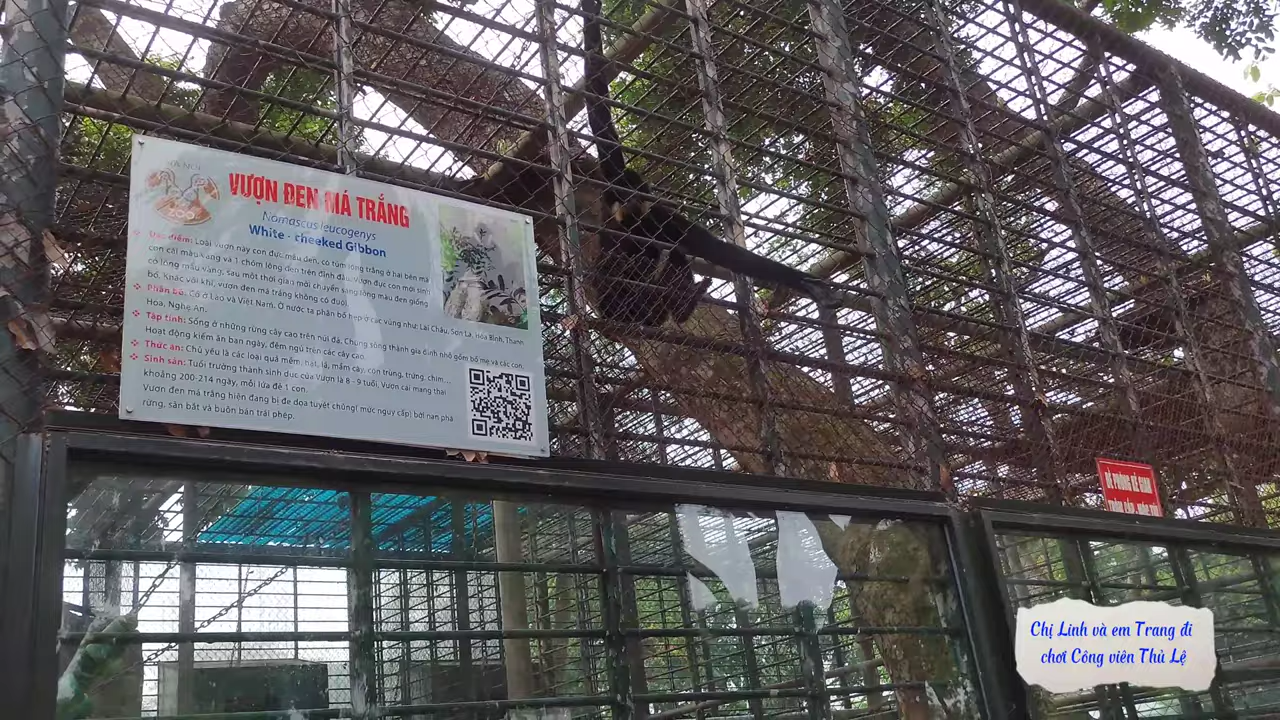 HÀ NỘI
ZOO
VƯỢN ĐEN MÁ TRẮNG
Nomascus leucogenys
White - cheeked Gibbon
Đặc điểm: Loài vượn này con đực màu đen, có túm lông trắng ở hai bên má
con cái màu vàng và 1 chỏm lông đen trên đỉnh đầu, vượn đực con mới sinh
có lông màu vàng, sau một thời gian mới chuyển sang lông màu đen giống
bố. Khác với khỉ, vượn đen má trắng không có đuôi.
Phân bố: Có ở Lào và Việt Nam. Ở nước ta phân bố hẹp ở các vùng như: Lai Châu, Sơn La, Hòa Bình, Thanh
Hóa, Nghệ An.
Tập tính: Sống ở những rừng cây cao trên núi đá. Chúng sống thành gia đình nhỏ gồm bố mẹ và các con.
Hoạt động kiếm ăn ban ngày, đêm ngủ trên các cây cao.
Thức ăn: Chủ yếu là các loại quả mềm, hạt, lá, mầm cây, côn trùng, trứng, chim...
Sinh sản: Tuổi trưởng thành sinh dục của Vượn là 8 - 9 tuổi. Vượn cái mang thai
khoảng 200-214 ngày, mỗi lứa đẻ 1 con.
Vượn đen má trắng hiện đang bị đe dọa tuyệt chủng( mức nguy cấp) bởi nạn phá
rừng, săn bắt và buôn bán trái phép.
Chị Linh và em Trang đi
chơi Công viên Thủ Lệ